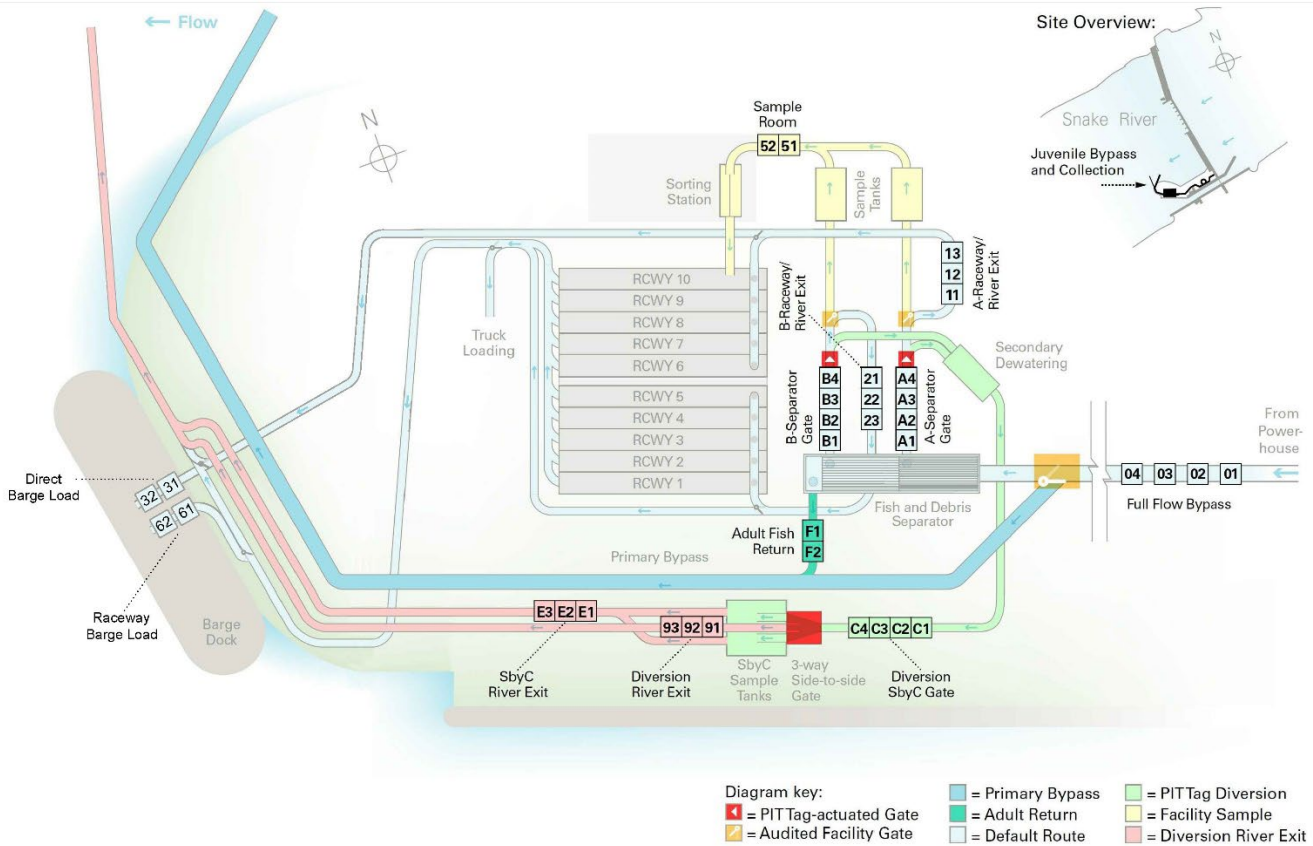 Flow
N
Site Overview:
N
Snake River
Juvenile Bypass
and Collection
Sample
Room
52 51
Sorting
Station
Sample
Tanks
13
12
11
A-Raceway/
River Exit
B-Raceway/
River Exit
RCWY 10
RCWY 9
RCWY 8
RCWY 7
RCWY 6
RCWY 5
RCWY 4
RCWY 3
RCWY 2
RCWY 1
Truck
Loading
Secondary
Dewatering
B4
B3
B2
B1
B-Separator
Gate
21
22
23
A4
A3
A2
A1
A-Separator
Gate
From
Power-
house
04 03 02 01
Full Flow Bypass
Fish and Debris
Separator
Direct
Barge Load
32 31
62 61
Raceway
Barge Load
Barge
Dock
Adult Fish
Return
F1
F2
Primary Bypass
E3 E2 E1
93 92 91
C4 C3 C2 C1
SbyC
River Exit
Diversion
River Exit
SbyC
Sample
Tanks
3-way
Side-to-side
Gate
Diversion
SbyC Gate
Diagram key:
= PIT Tag-actuated Gate
= Audited Facility Gate
= Primary Bypass
= Adult Return
= Default Route
= PIT Tag Diversion
= Facility Sample
= Diversion River Exit